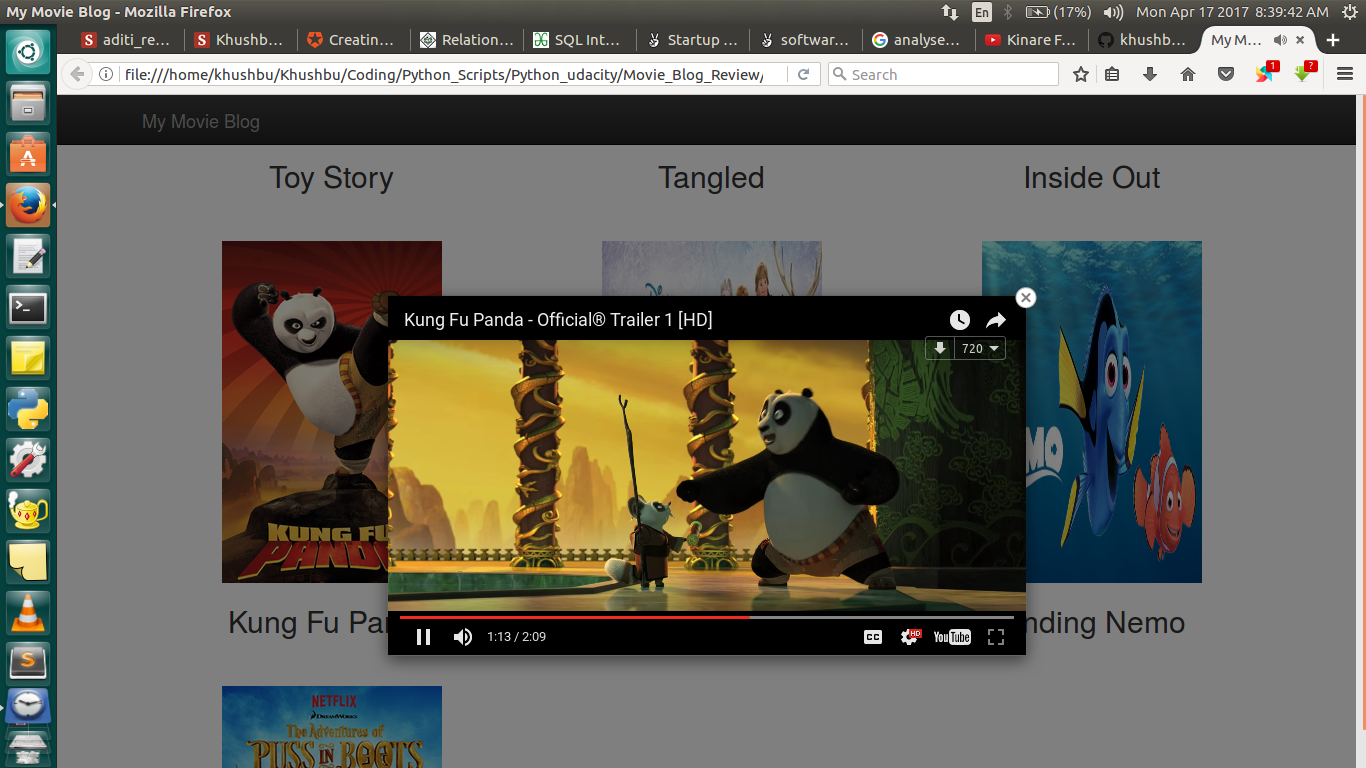 My Movie Blog - Mozilla Firefox
En
(17%)
Mon Apr 17 2017 8:39:42 AM
aditi_re...
Khushb...
Creatin...
Relation...
SQL Int...
Startup ...
softwar...
analyse...
Kinare F...
khushb...
My M...
file:///home/khushbu/Khushbu/Coding/Python_Scripts/Python_udacity/Movie_Blog_Review/
Search
1
?
My Movie Blog
Toy Story
Tangled
Inside Out
Kung Fu Panda - Official® Trailer 1 [HD]
720
KUNG FU
PANDA
MO
1:13 / 2:09
CC
HD
YouTube
Kung Fu Pan
nding Nemo
NETFLIX
DREAMWORKS
The Adventures of
PUSS IN BOOTS